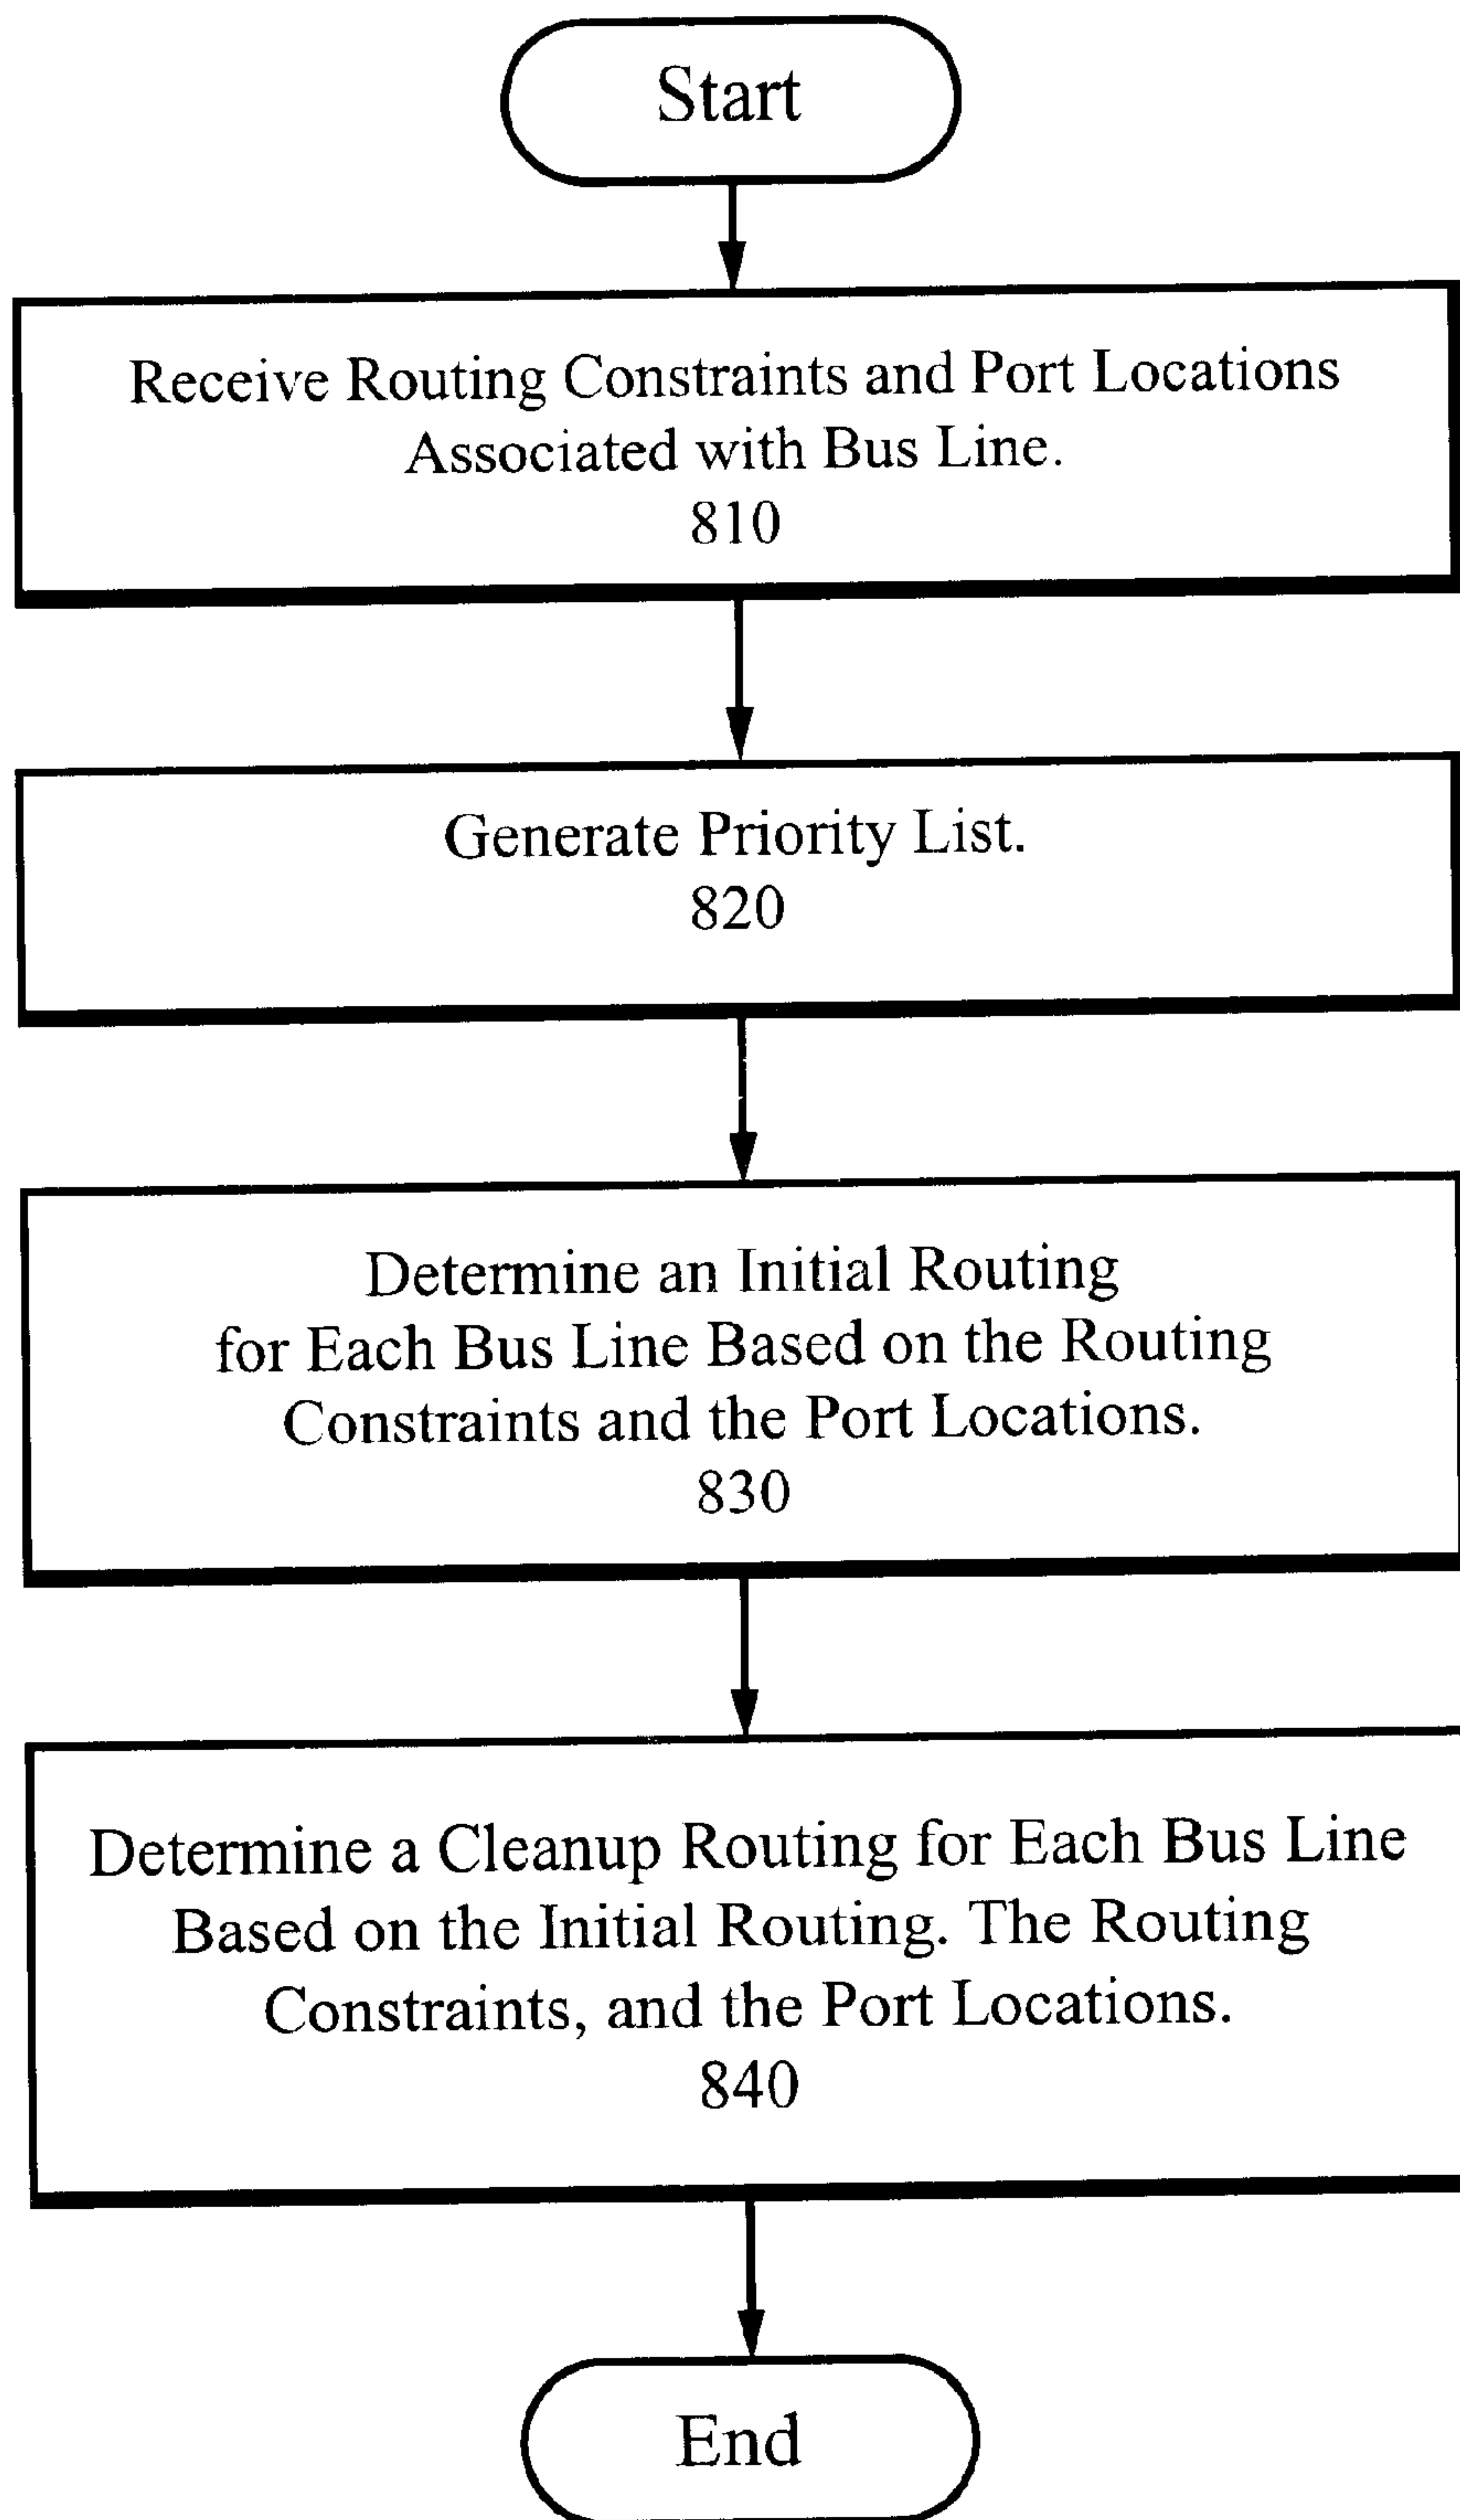 Start
Receive Routing Constraints and Port Locations
Associated with Bus Line.
810
Generate Priority List.
820
Determine an Initial Routing
for Each Bus Line Based on the Routing
Constraints and the Port Locations.
830
Determine a Cleanup Routing for Each Bus Line
Based on the Initial Routing. The Routing
Constraints, and the Port Locations.
840
End